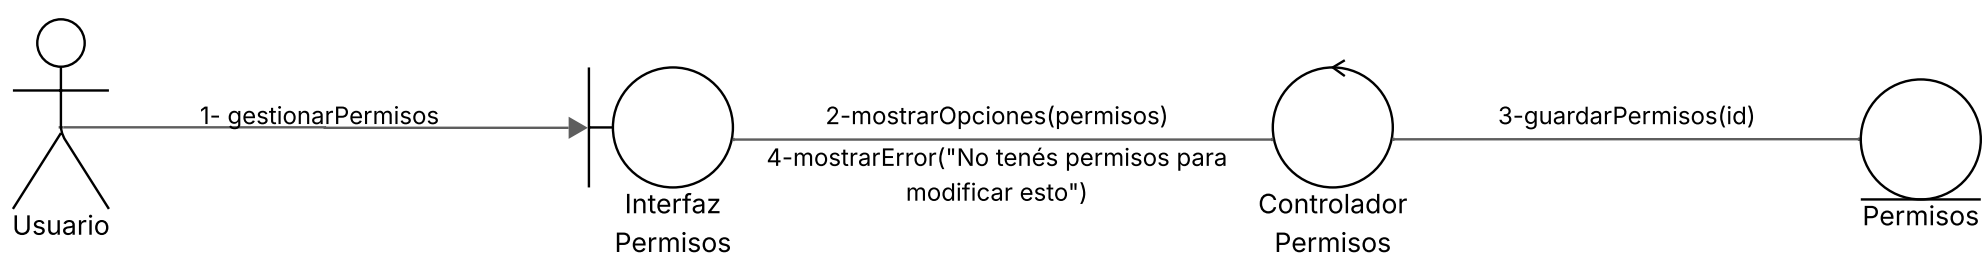 1- gestionarPermisos
2-mostrarOpciones(permisos)
3-guardarPermisos(id)
4-mostrarError("No tenés permisos para
modificar esto")
Usuario
Interfaz
Permisos
Controlador
Permisos
Permisos